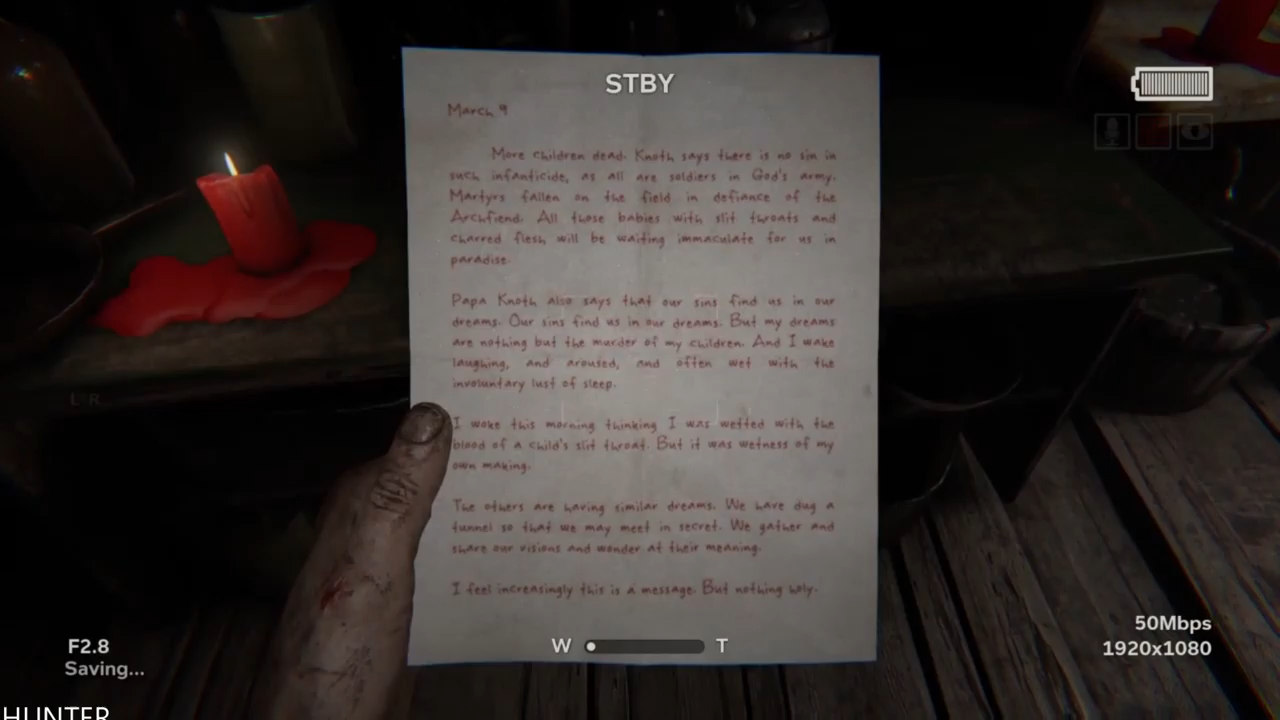 STBY
March 9
More children dead. Knoth says there is no sin in
such infanticide, as all are soldiers in God's army.
Martyrs fallen on the field in defiance of the
Archfiend. All those babies with slit throats and
charred flesh will be waiting immaculate for us in
paradise.
Papa Knoth also says that our sins find us in our
dreams. Our sins find us in our dreams. But my dreams
are nothing but the murder of my children. And I wake
laughing, and aroused, and often wet with the
involuntary lust of sleep.
I woke this morning thinking I was wetted with the
blood of a child's slit throat. But it was wetness of my
own making.
The others are having similar dreams. We have dug a
tunnel so that we may meet in secret. We gather and
share our visions and wonder at their meaning.
I feel increasingly this is a message. But nothing holy.
L R
W T
F2.8
Saving...
50Mbps
1920x1080
HUNTER